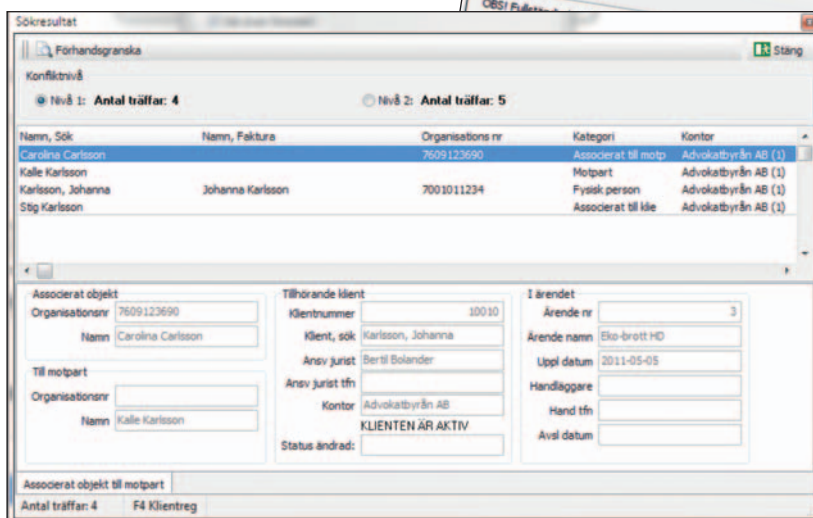 OBS! Fullstä
Sökresultat
Förhandsgranska Stäng
Konfliktnivå
Nivå 1: Antal träffar: 4 Nivå 2: Antal träffar: 5
Namn, Sök Namn, Faktura Organisations nr Kategori Kontor
Carolina Carlsson 7609123690 Associerat till motp Advokatbyrån AB (1)
Kalle Karlsson Motpart Advokatbyrån AB (1)
Karlsson, Johanna Johanna Karlsson 7001011234 Fysisk person Advokatbyrån AB (1)
Stig Karlsson Associerat till klie Advokatbyrån AB (1)
Associerat objekt Tillhörande klient I ärendet
Organisationsnr 7609123690 Klientnummer 10010 Ärende nr 3
Namn Carolina Carlsson Klient, sök Karlsson, Johanna Ärende namn Eko-brott HD
Till motpart Ansv jurist Bertil Bolander Uppl datum 2011-05-05
Organisationsnr Ansv jurist tfn Handläggare
Namn Kalle Karlsson Kontor Advokatbyrån AB Hand tfn
KLIENTEN ÄR AKTIV Avsl datum
Status ändrad:
Associerat objekt till motpart
Antal träffar: 4 F4 Klientreg